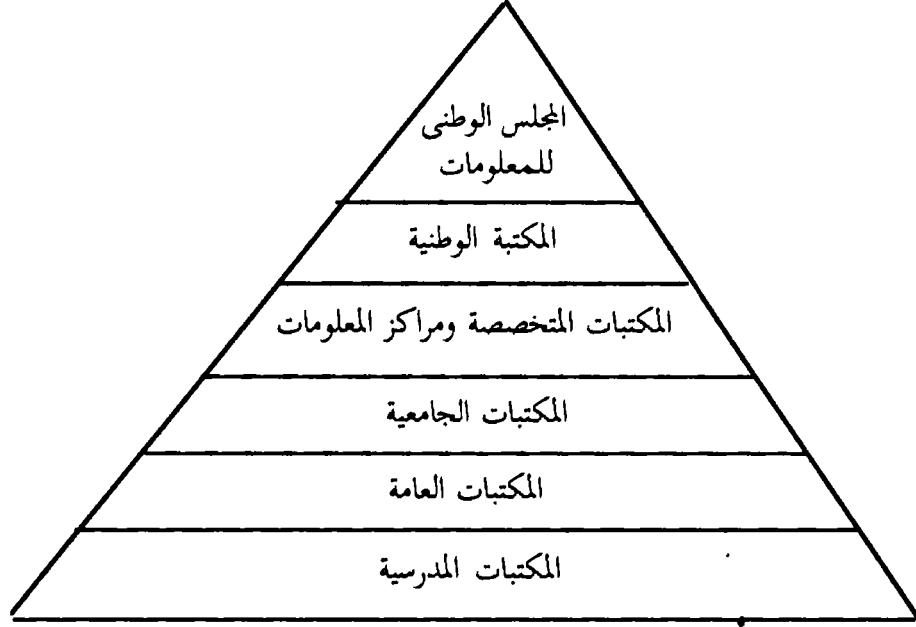 المجلس الوطنى
للمعلومات
المكتبة الوطنية
المكتبات المتخصصة ومراكز المعلومات
المكتبات الجامعية
المكتبات العامة
المكتبات المدرسية